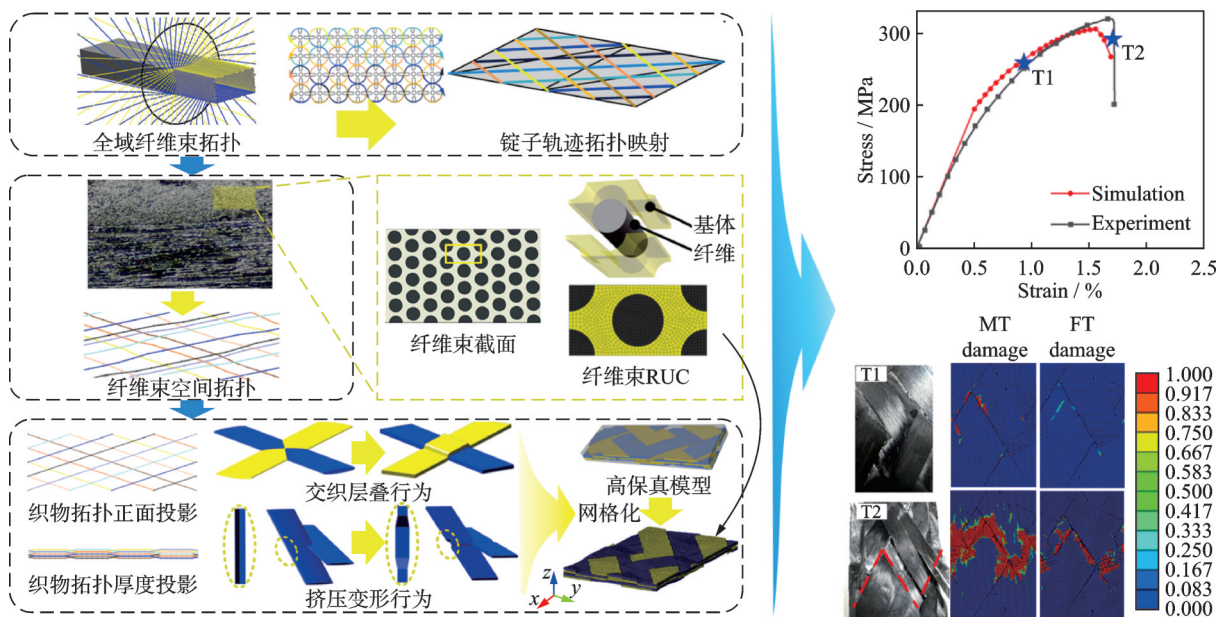 全域纤维束拓扑
锭子轨迹拓扑映射
纤维束空间拓扑
纤维束截面
基体
纤维
纤维束RUC
织物拓扑正面投影
织物拓扑厚度投影
交织层叠行为
挤压变形行为
高保真模型
网格化
z
x
y
Stress / MPa
300
200
100
0
0.5
1.0
1.5
2.0
2.5
Strain / %
T1
T2
Simulation
Experiment
MT
damage
FT
damage
T1
T2
1.000
0.917
0.833
0.750
0.667
0.583
0.500
0.417
0.333
0.250
0.167
0.083
0.000